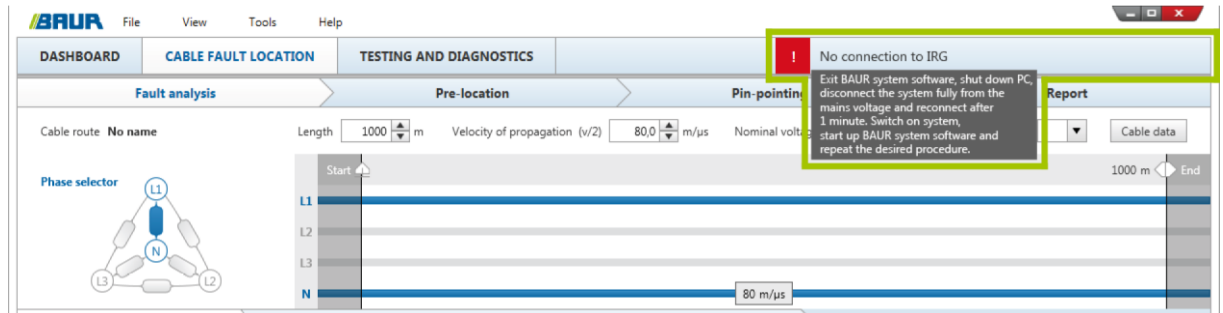 BAUR File View Tools Help
DASHBOARD CABLE FAULT LOCATION TESTING AND DIAGNOSTICS ! No connection to IRG
Exit BAUR system software, shut down PC,
disconnect the system fully from the
mains voltage and reconnect after
1 minute. Switch on system,
start up BAUR system software and
repeat the desired procedure.
Fault analysis Pre-location Pin-pointing Report
Cable route No name Length 1000 m Velocity of propagation (v/2) 80,0 m/µs Nominal voltag Cable data
Start 1000 m End
Phase selector
L1
N
L3 L2
L1
L2
L3
N
80 m/µs